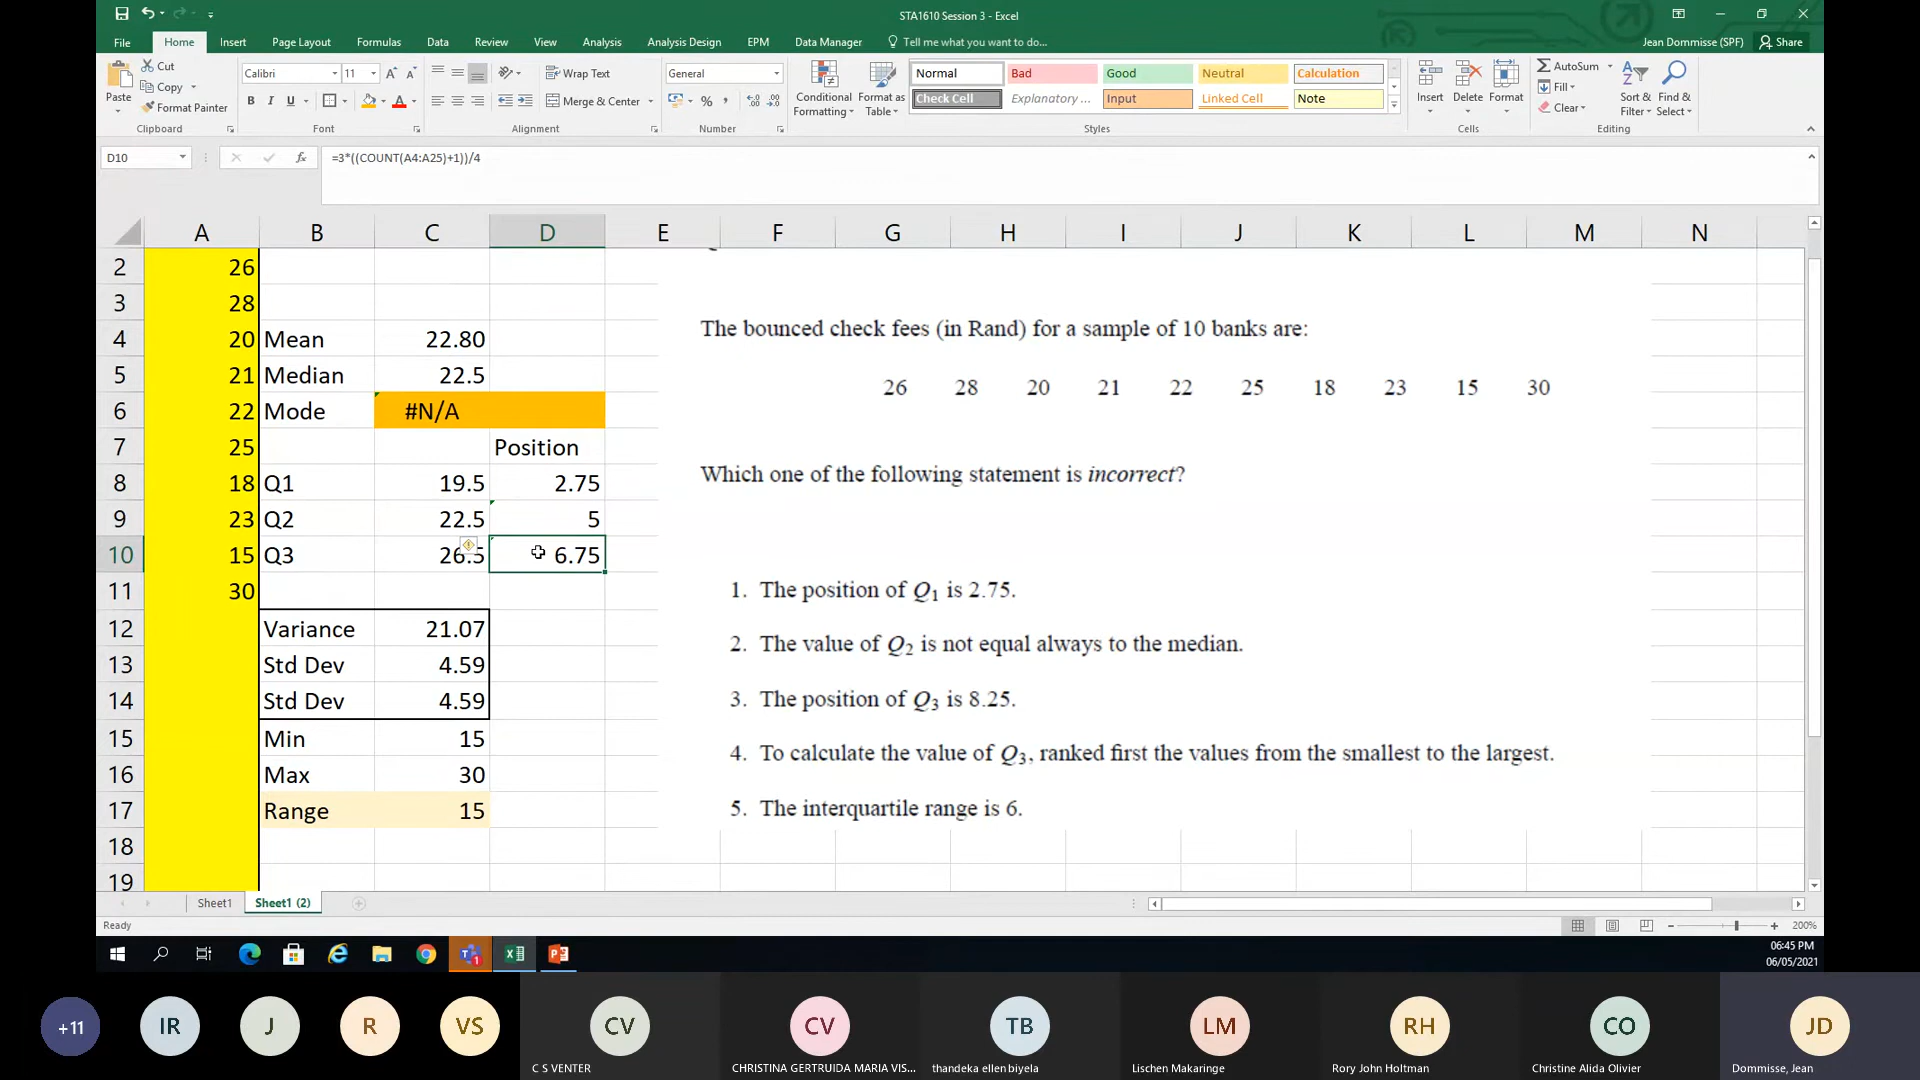 STA1610 Session 3 - Excel
File Home Insert Page Layout Formulas Data Review View Analysis Analysis Design EPM Data Manager Tell me what you want to do... Jean Dommisse (SPF) Share
Paste Cut Copy Format Painter
Calibri 11
B I U
Wrap Text
Merge & Center
General
Conditional Formatting
Format as Table
Normal Bad Good Neutral Calculation
Check Cell Explanatory ... Input Linked Cell Note
Insert Delete Format
AutoSum Fill Clear
Sort & Filter Find & Select
Clipboard Font Alignment Number Styles Cells Editing
D10 fx =3*((COUNT(A4:A25)+1))/4
A B C D E F G H I J K L M N
2 26
3 28
4 20 Mean 22.80
5 21 Median 22.5
6 22 Mode #N/A
7 25 Position
8 18 Q1 19.5 2.75
9 23 Q2 22.5 5
10 15 Q3 26.5 6.75
11 30
12 Variance 21.07
13 Std Dev 4.59
14 Std Dev 4.59
15 Min 15
16 Max 30
17 Range 15
18
19
The bounced check fees (in Rand) for a sample of 10 banks are:
26 28 20 21 22 25 18 23 15 30
Which one of the following statement is incorrect?
1. The position of Q1 is 2.75.
2. The value of Q2 is not equal always to the median.
3. The position of Q3 is 8.25.
4. To calculate the value of Q3, ranked first the values from the smallest to the largest.
5. The interquartile range is 6.
Sheet1 Sheet1 (2)
Ready 200%
06:45 PM
06/05/2021
+11 IR J R VS CV CV TB LM RH CO JD
C S VENTER CHRISTINA GERTRUIDA MARIA VIS... thandeka ellen biyela Lischen Makaringe Rory John Holtman Christine Alida Olivier Dommisse, Jean